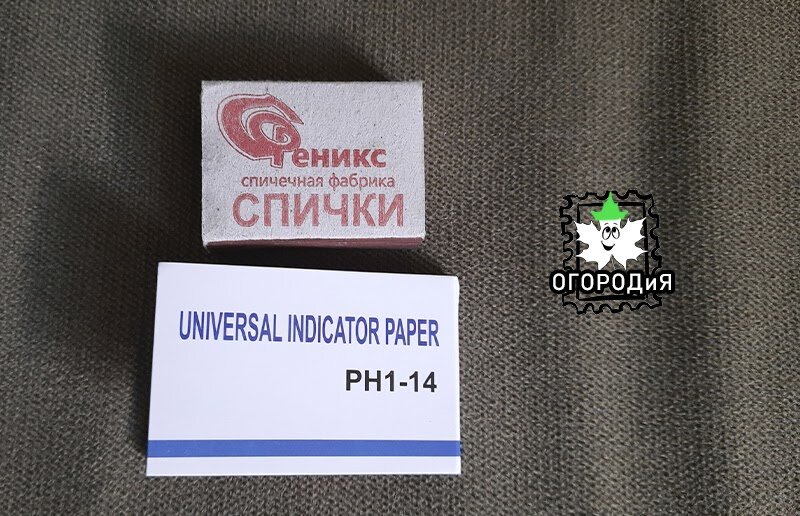 Феникс
спичечная фабрика
СПИЧКИ
UNIVERSAL INDICATOR PAPER
PH1-14
ОГОРОДиЯ